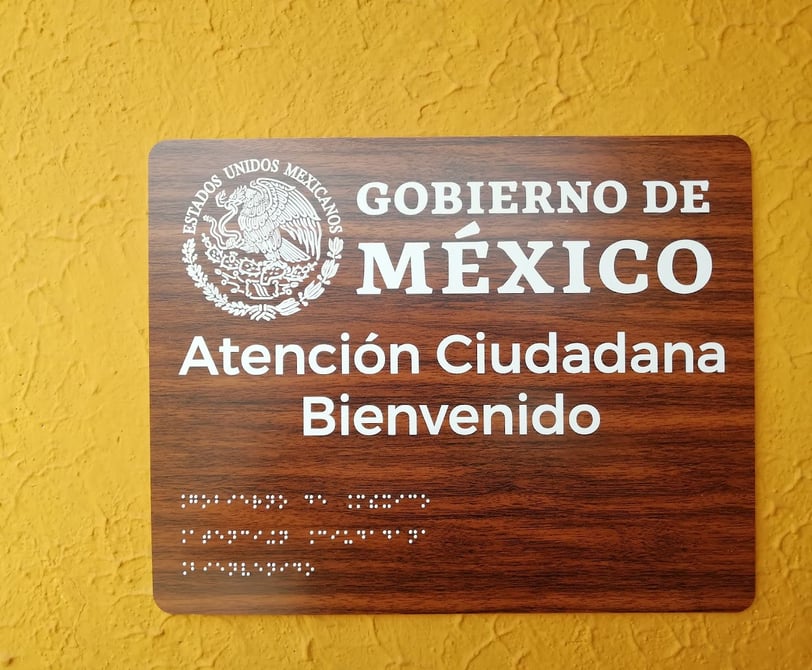 ESTADOS UNIDOS MEXICANOS
GOBIERNO DE
MÉXICO
Atención Ciudadana
Bienvenido
⠨⠛⠕⠃⠊⠑⠗⠝⠕ ⠙⠑ ⠨⠍⠮⠭⠊⠉⠕
⠨⠁⠞⠑⠝⠉⠊⠬⠝ ⠨⠉⠊⠥⠙⠁⠙⠁⠝⠁
⠨⠃⠊⠑⠝⠧⠑⠝⠊⠙⠕